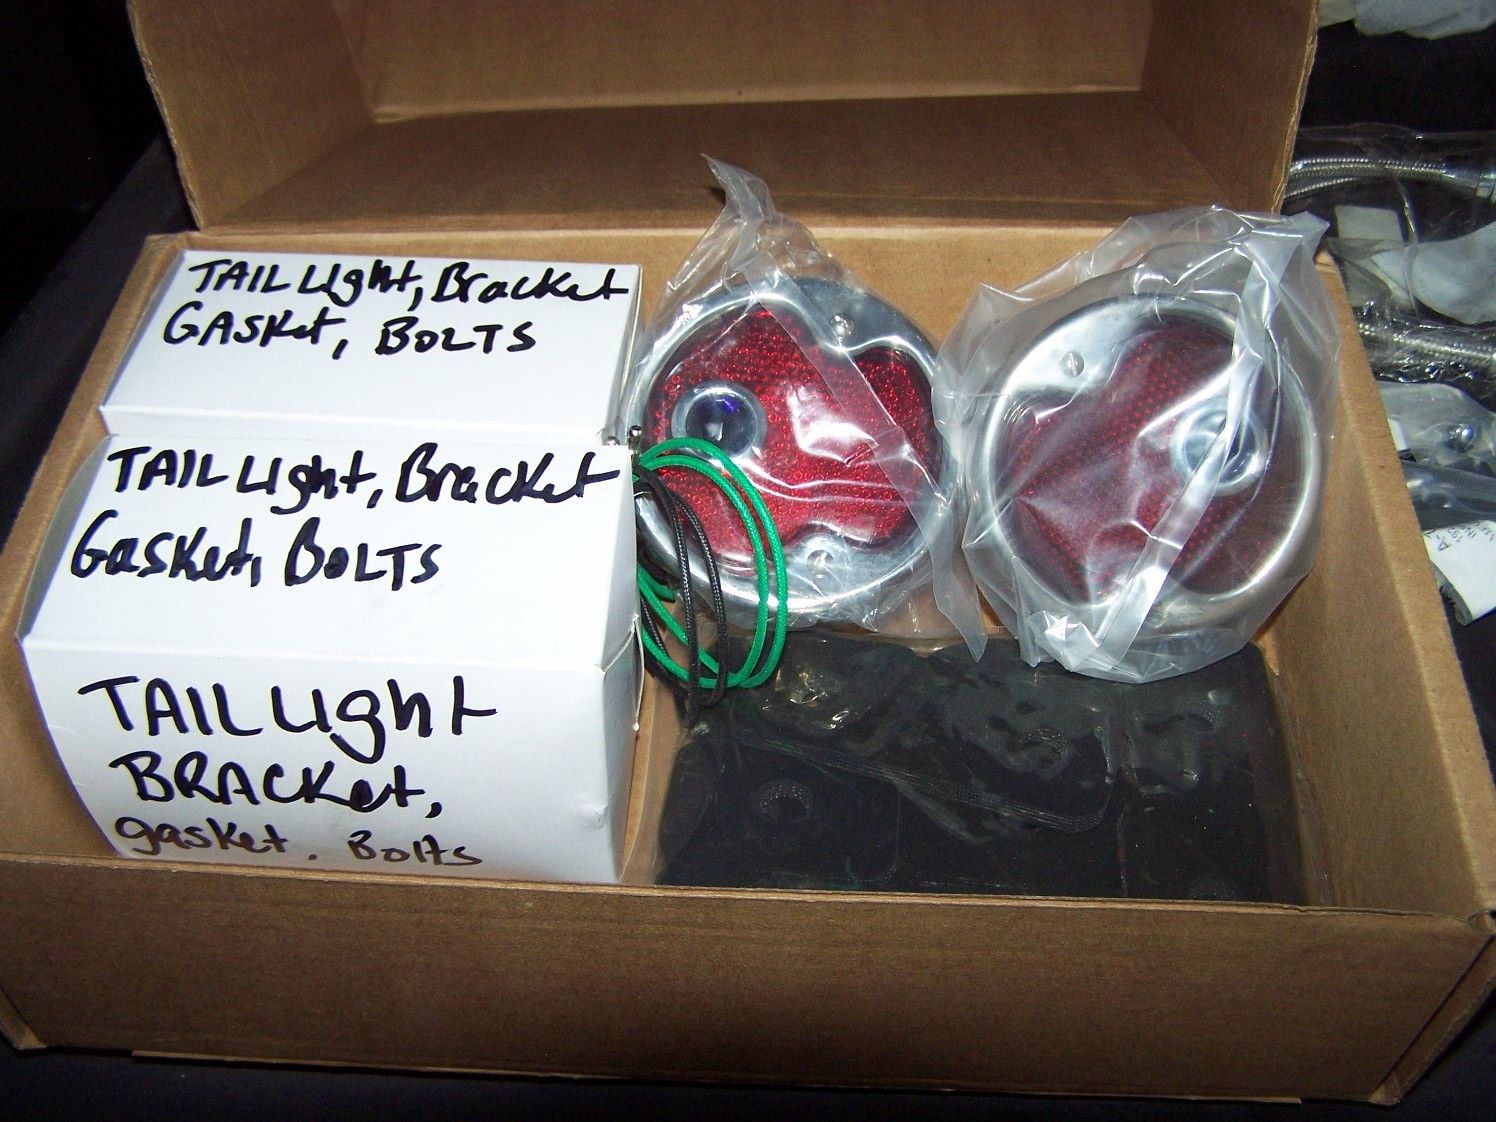 TAIL LIght, Bracket
GASket, BOLTS
TAIL LIght, Bracket
Gasket, BOLTS
TAIL LIght
BRACKet,
gasket, Bolts